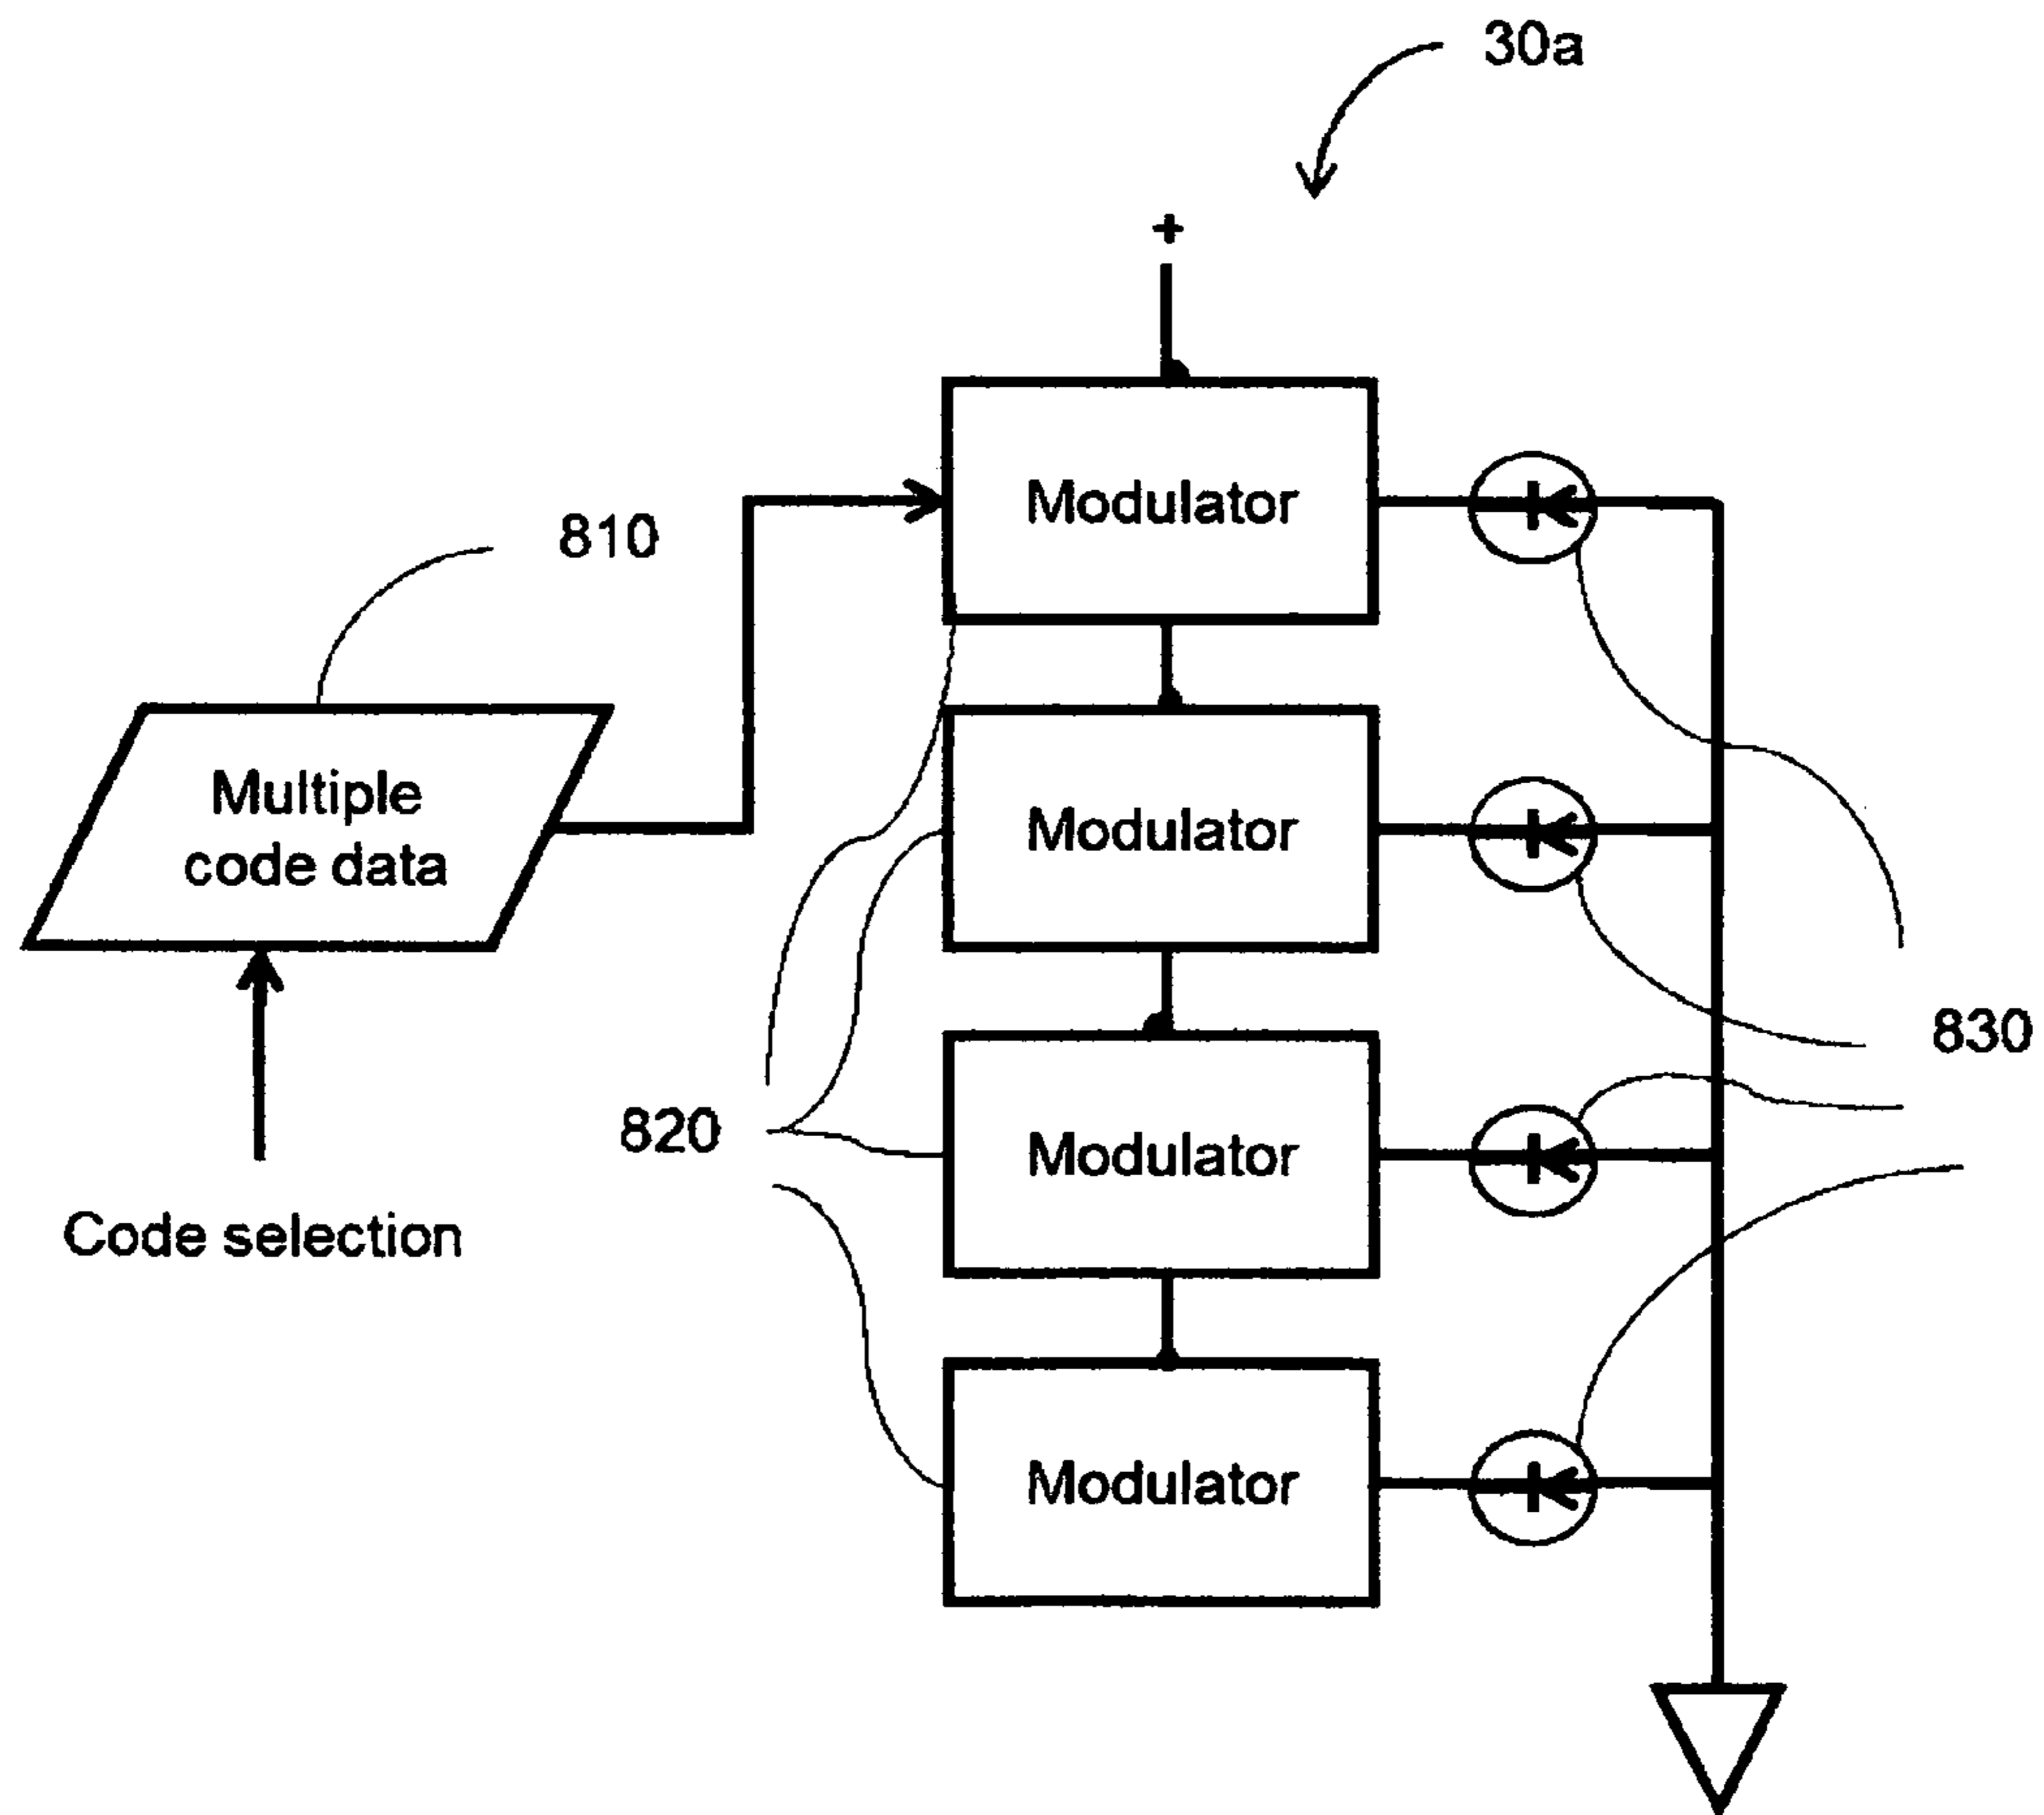 30a
+
Modulator
810
Multiple
code data
Modulator
830
820
Modulator
Code selection
Modulator